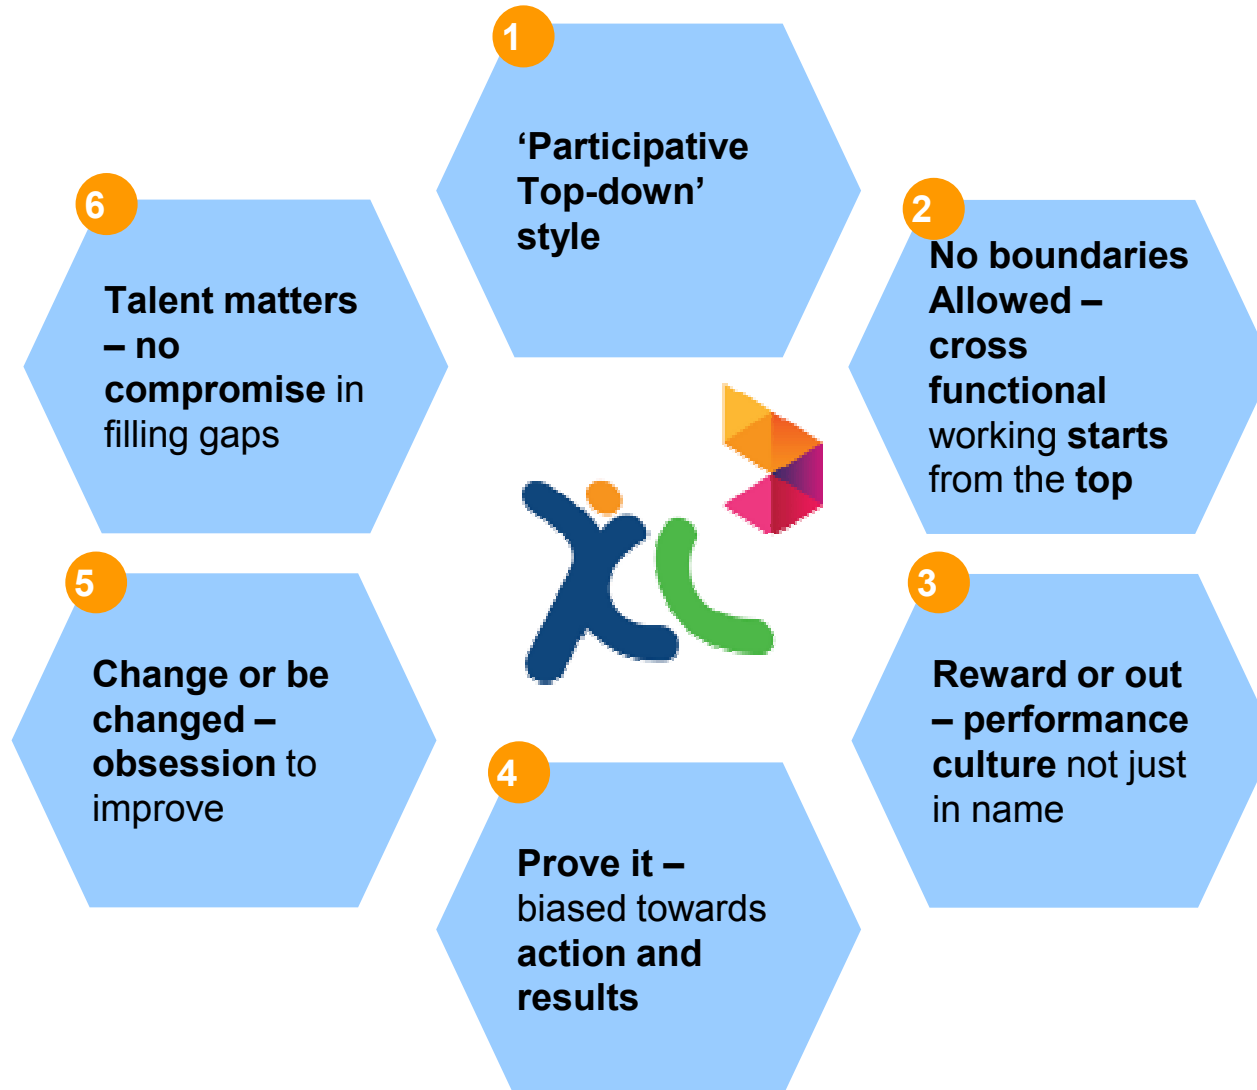 1
‘Participative
Top-down’
style
2
No boundaries
Allowed –
cross
functional
working starts
from the top
3
Reward or out
– performance
culture not just
in name
4
Prove it –
biased towards
action and
results
5
Change or be
changed –
obsession to
improve
6
Talent matters
– no
compromise in
filling gaps
XL